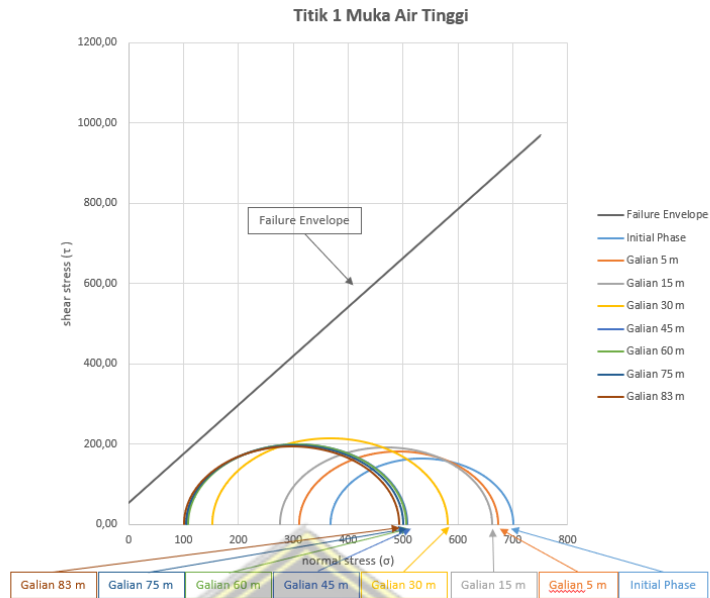 Titik 1 Muka Air Tinggi
1200,00
1000,00
800,00
600,00
400,00
200,00
0,00
shear stress (τ )
Failure Envelope
0 100 200 300 400 500 600 700 800
normal stress (σ)
Failure Envelope
Initial Phase
Galian 5 m
Galian 15 m
Galian 30 m
Galian 45 m
Galian 60 m
Galian 75 m
Galian 83 m
Galian 83 m Galian 75 m Galian 60 m Galian 45 m Galian 30 m Galian 15 m Galian 5 m Initial Phase